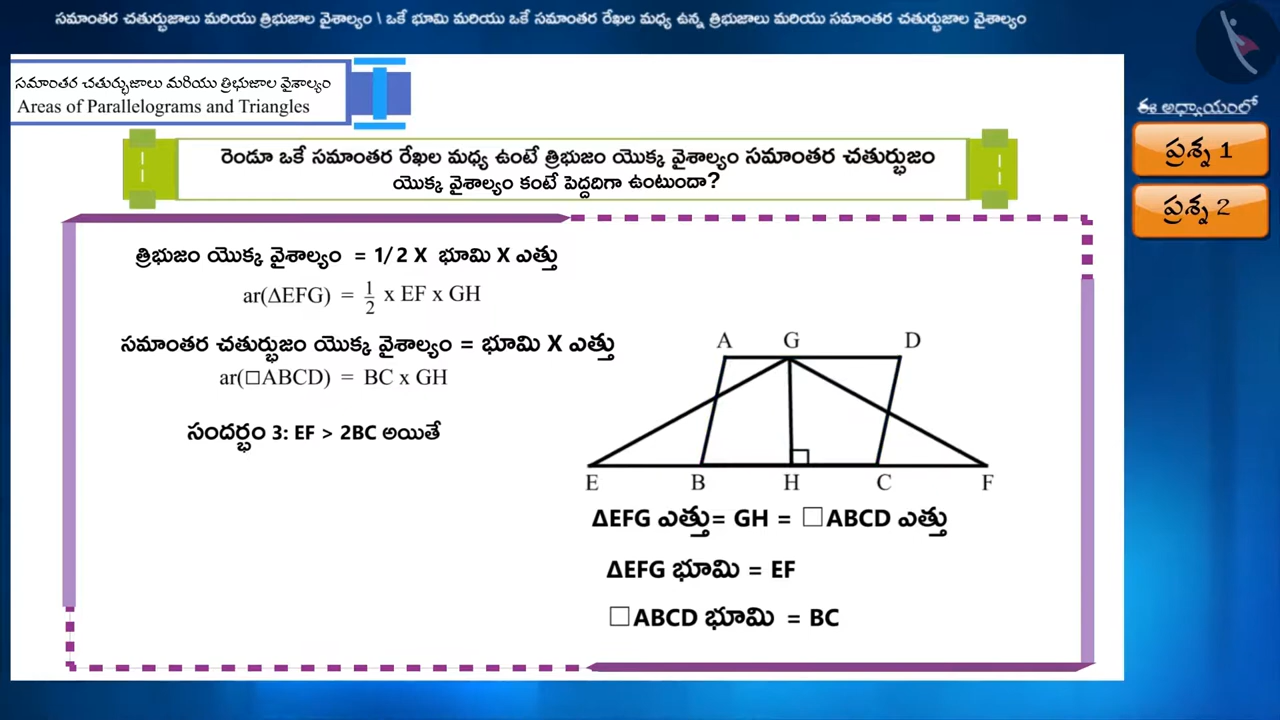 సమాంతర చతుర్భుజాలు మరియు త్రిభుజాల వైశాల్యం \ ఒకే భూమి మరియు ఒకే సమాంతర రేఖల మధ్య ఉన్న త్రిభుజాలు మరియు సమాంతర చతుర్భుజాల వైశాల్యం
సమాంతర చతుర్భుజాలు మరియు త్రిభుజాల వైశాల్యం
Areas of Parallelograms and Triangles
ఈ అధ్యాయంలో
ప్రశ్న 1
ప్రశ్న 2
రెండూ ఒకే సమాంతర రేఖల మధ్య ఉంటే త్రిభుజం యొక్క వైశాల్యం సమాంతర చతుర్భుజం
యొక్క వైశాల్యం కంటే పెద్దదిగా ఉంటుందా?
త్రిభుజం యొక్క వైశాల్యం = 1/2 X భూమి X ఎత్తు
ar(∆EFG) = 1/2 x EF x GH
సమాంతర చతుర్భుజం యొక్క వైశాల్యం = భూమి X ఎత్తు
ar(□ABCD) = BC x GH
సందర్భం 3: EF > 2BC అయితే
A G D
E B H C F
∆EFG ఎత్తు= GH = □ABCD ఎత్తు
∆EFG భూమి = EF
□ABCD భూమి = BC